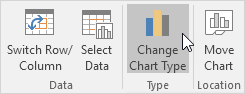 Switch Row/
Column
Select
Data
Change
Chart Type
Move
Chart
Data
Type
Location